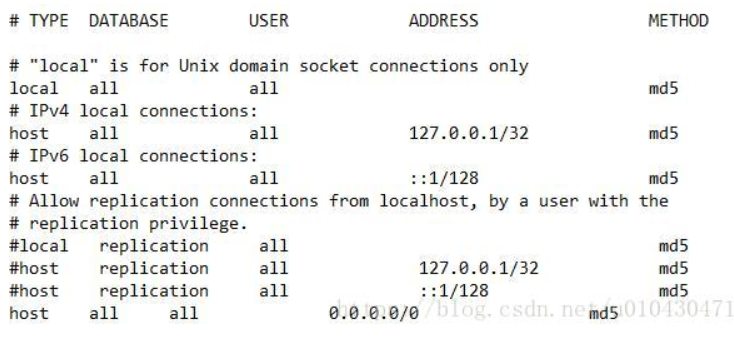 # TYPE  DATABASE        USER            ADDRESS                 METHOD
# "local" is for Unix domain socket connections only
local   all             all                                     md5
# IPv4 local connections:
host    all             all             127.0.0.1/32            md5
# IPv6 local connections:
host    all             all             ::1/128                 md5
# Allow replication connections from localhost, by a user with the
# replication privilege.
#local   replication     all                                     md5
#host    replication     all             127.0.0.1/32            md5
#host    replication     all             ::1/128                 md5
host    all     all             0.0.0.0/0                 md5
https://blog.csdn.net/u010430471